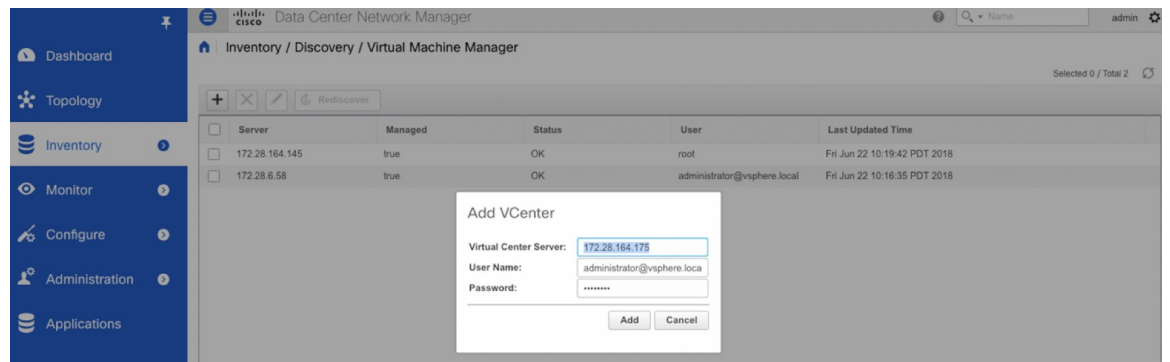 CISCO Data Center Network Manager
Name
admin
Inventory / Discovery / Virtual Machine Manager
Selected 0 / Total 2
Dashboard
Topology
Inventory
Monitor
Configure
Administration
Applications
Rediscover
Server Managed Status User Last Updated Time
172.28.164.145 true OK root Fri Jun 22 10:19:42 PDT 2018
172.28.6.58 true OK administrator@vsphere.local Fri Jun 22 10:16:35 PDT 2018
Add VCenter
Virtual Center Server: 172.28.164.175
User Name: administrator@vsphere.loca
Password: ••••••••
Add Cancel